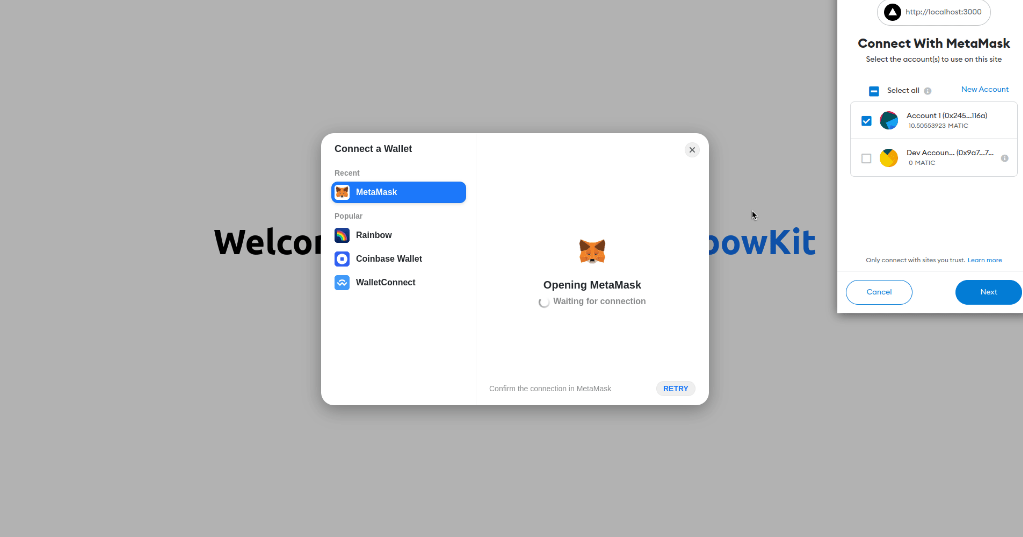 http://localhost:3000
Connect With MetaMask
Select the account(s) to use on this site
Select all
New Account
Account 1 (0x245...116a)
10.50553923 MATIC
Dev Accoun... (0x9a7...7...
0 MATIC
Only connect with sites you trust. Learn more
Cancel
Next
Connect a Wallet
Recent
MetaMask
Popular
Rainbow
Coinbase Wallet
WalletConnect
Opening MetaMask
Waiting for connection
Confirm the connection in MetaMask
RETRY
Welcom
bowKit